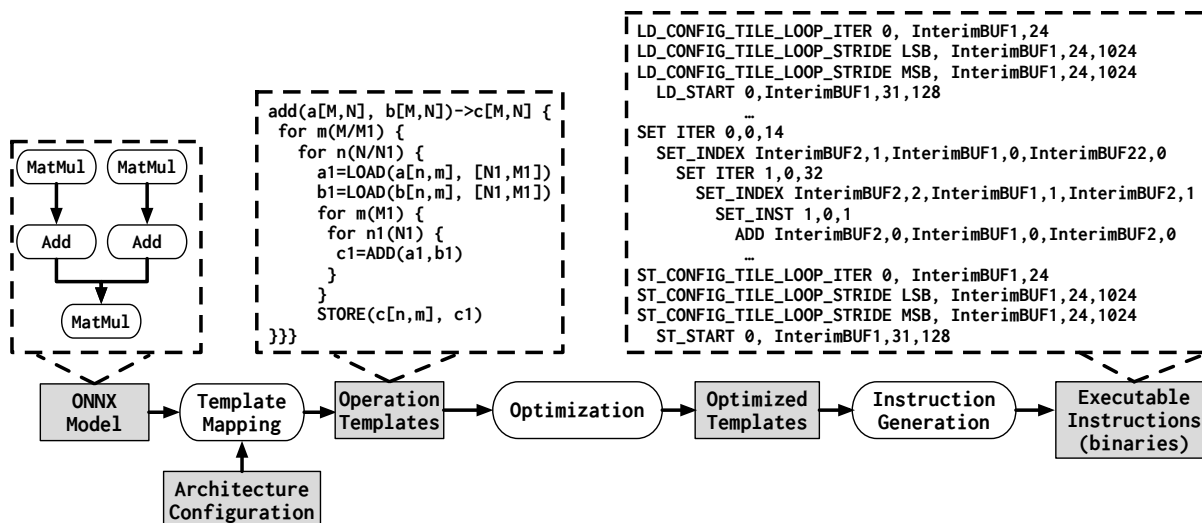 MatMul
MatMul
Add
Add
MatMul
add(a[M,N], b[M,N])->c[M,N] {
for m(M/M1) {
for n(N/N1) {
a1=LOAD(a[n,m], [N1,M1])
b1=LOAD(b[n,m], [N1,M1])
for m(M1) {
for n1(N1) {
c1=ADD(a1,b1)
}
}
STORE(c[n,m], c1)
}}}
LD_CONFIG_TILE_LOOP_ITER 0, InterimBUF1,24
LD_CONFIG_TILE_LOOP_STRIDE LSB, InterimBUF1,24,1024
LD_CONFIG_TILE_LOOP_STRIDE MSB, InterimBUF1,24,1024
LD_START 0,InterimBUF1,31,128
…
SET ITER 0,0,14
SET_INDEX InterimBUF2,1,InterimBUF1,0,InterimBUF22,0
SET ITER 1,0,32
SET_INDEX InterimBUF2,2,InterimBUF1,1,InterimBUF2,1
SET_INST 1,0,1
ADD InterimBUF2,0,InterimBUF1,0,InterimBUF2,0
…
ST_CONFIG_TILE_LOOP_ITER 0, InterimBUF1,24
ST_CONFIG_TILE_LOOP_STRIDE LSB, InterimBUF1,24,1024
ST_CONFIG_TILE_LOOP_STRIDE MSB, InterimBUF1,24,1024
ST_START 0, InterimBUF1,31,128
ONNX
Model
Template
Mapping
Operation
Templates
Optimization
Optimized
Templates
Instruction
Generation
Executable
Instructions
(binaries)
Architecture
Configuration